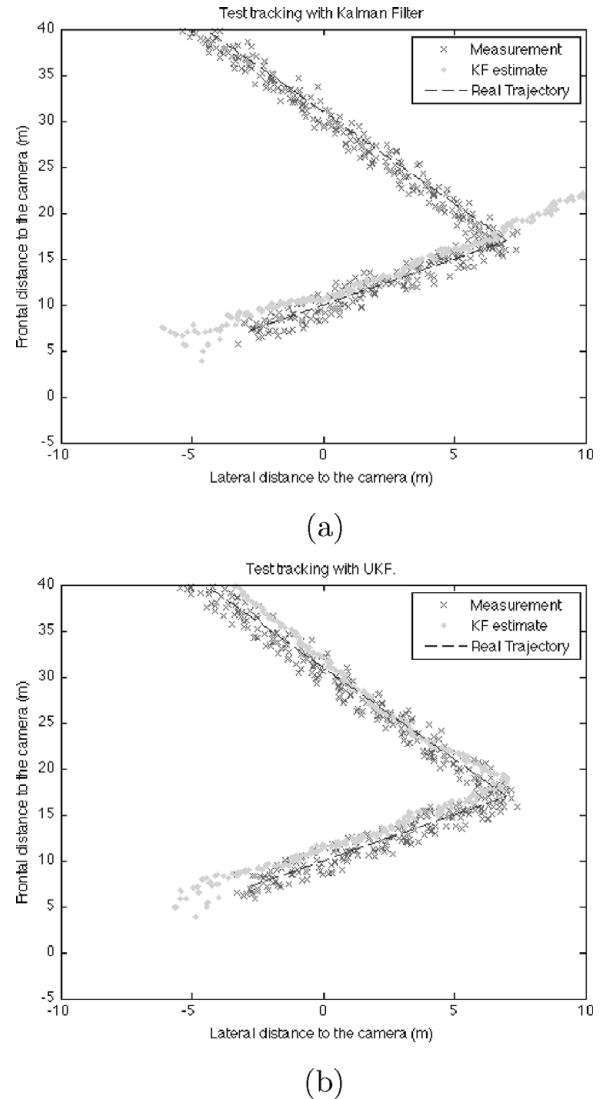 Test tracking with Kalman Filter
Measurement
KF estimate
Real Trajectory
40
35
30
25
20
15
10
5
0
-5
Frontal distance to the camera (m)
-10
-5
0
5
10
Lateral distance to the camera (m)
(a)
Test tracking with UKF.
Measurement
KF estimate
Real Trajectory
40
35
30
25
20
15
10
5
0
-5
Frontal distance to the camera (m)
-10
-5
0
5
10
Lateral distance to the camera (m)
(b)